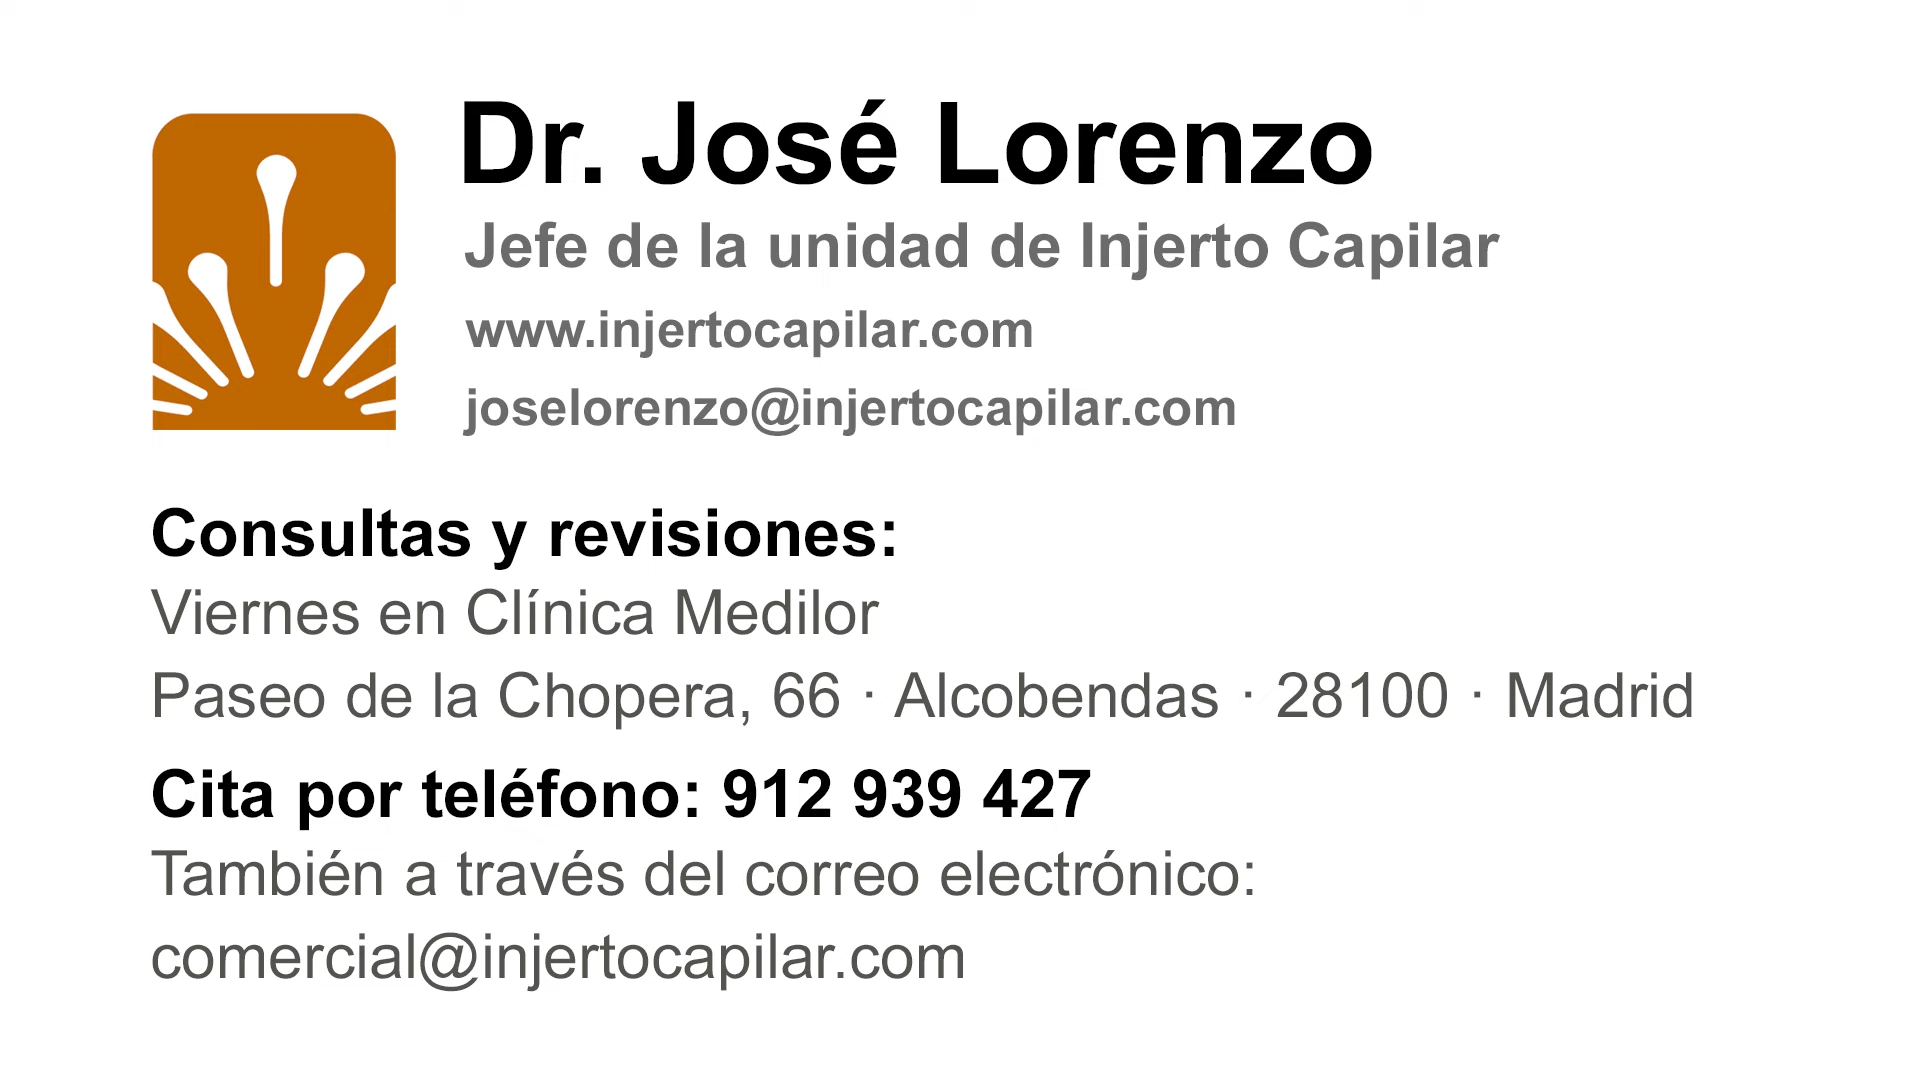 Dr. José Lorenzo
Jefe de la unidad de Injerto Capilar
www.injertocapilar.com
joselorenzo@injertocapilar.com
Consultas y revisiones:
Viernes en Clínica Medilor
Paseo de la Chopera, 66 · Alcobendas · 28100 · Madrid
Cita por teléfono: 912 939 427
También a través del correo electrónico:
comercial@injertocapilar.com